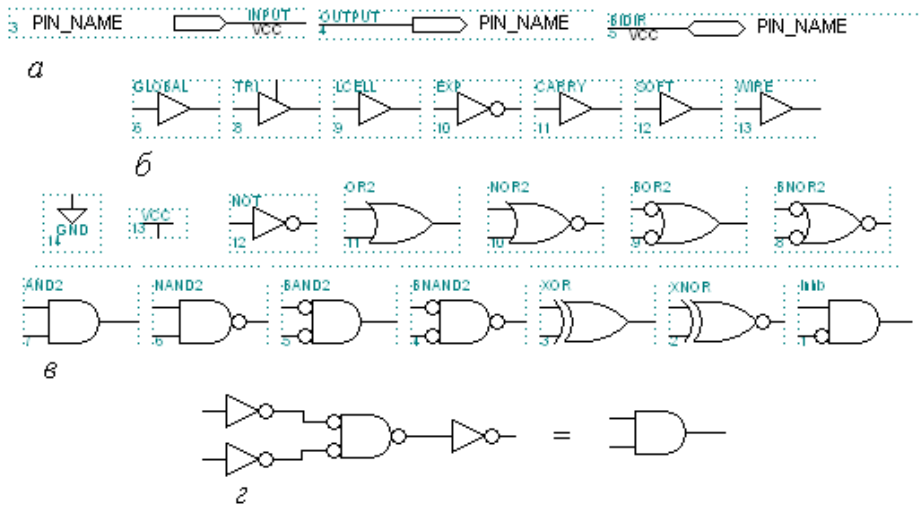 3 PIN_NAME INPUT VCC OUTPUT 4 PIN_NAME BIDIR 5 VCC PIN_NAME
а
GLOBAL TRI LCELL EXP CARRY SOFT WIRE
6 8 9 10 11 12 13
б
OR2 NOR2 BOR2 BNOR2
VCC NOT
GND 13
14 12 11 10 9 8
AND2 NAND2 BAND2 BNAND2 XOR XNOR Inhib
7 6 5 4 3 2 1
в
=
г